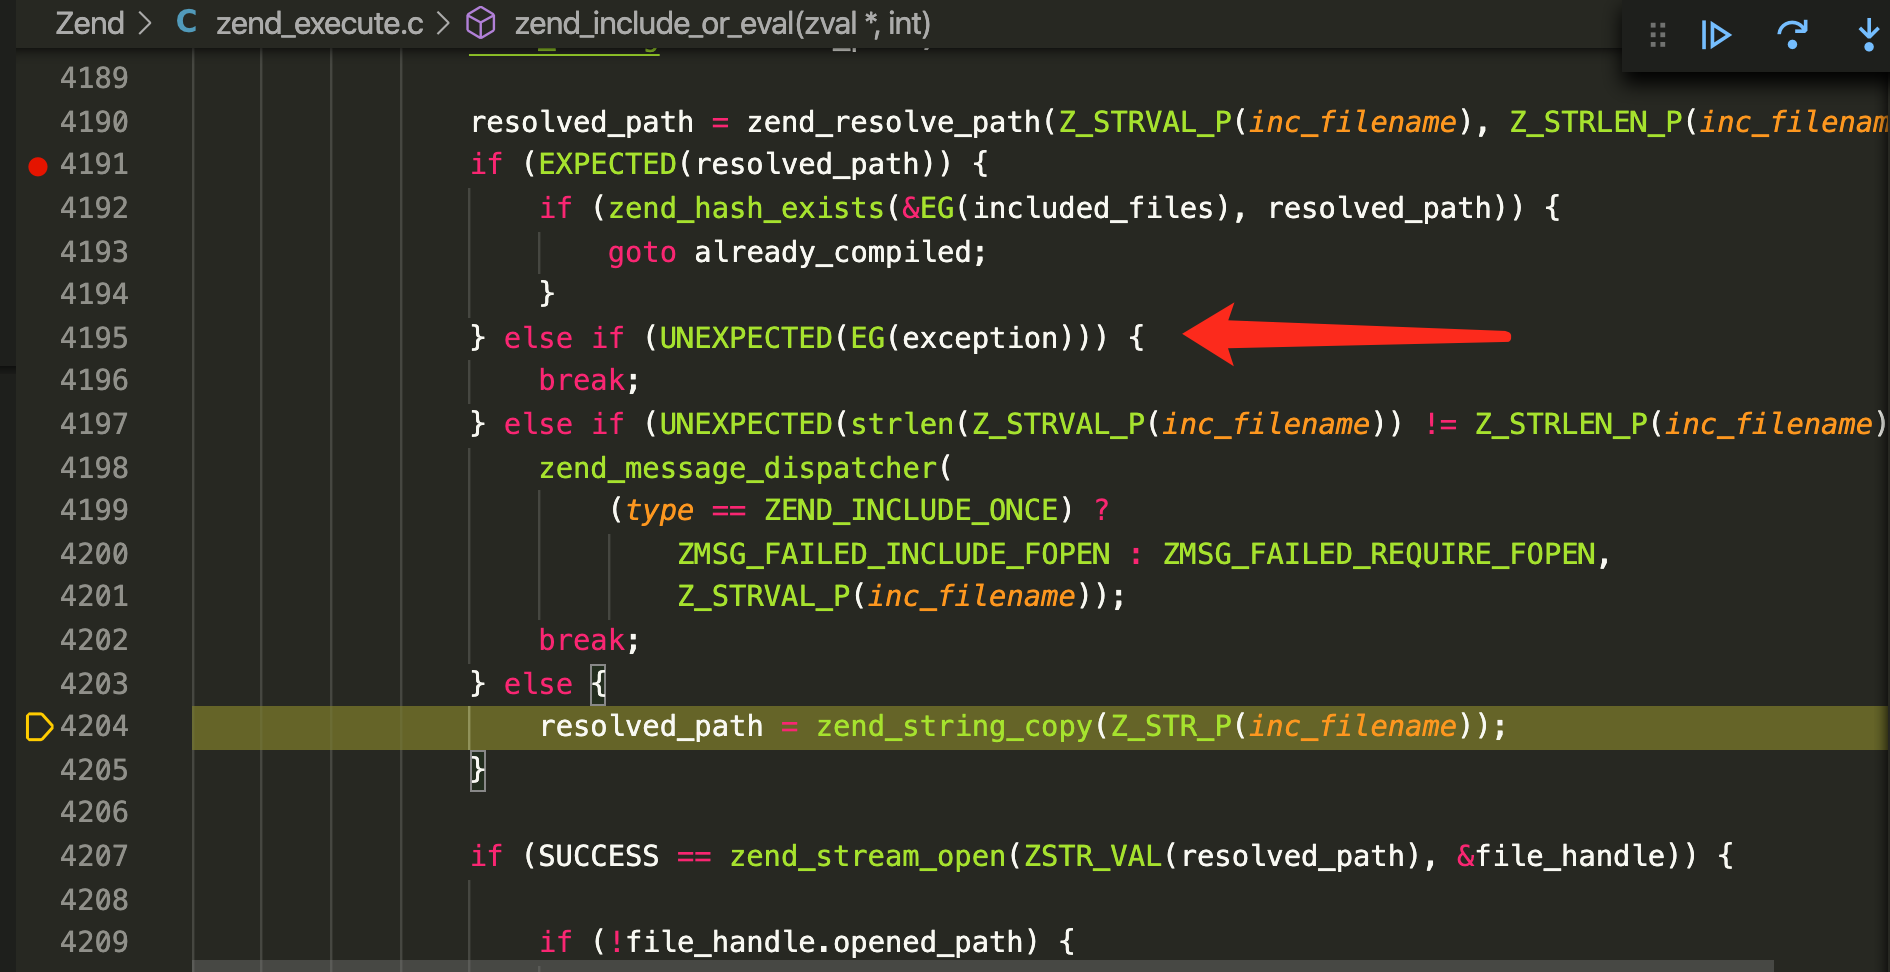 Zend > C zend_execute.c > zend_include_or_eval(zval *, int)
4189
4190 resolved_path = zend_resolve_path(Z_STRVAL_P(inc_filename), Z_STRLEN_P(inc_filenam
4191 if (EXPECTED(resolved_path)) {
4192 if (zend_hash_exists(&EG(included_files), resolved_path)) {
4193 goto already_compiled;
4194 }
4195 } else if (UNEXPECTED(EG(exception))) {
4196 break;
4197 } else if (UNEXPECTED(strlen(Z_STRVAL_P(inc_filename)) != Z_STRLEN_P(inc_filename)
4198 zend_message_dispatcher(
4199 (type == ZEND_INCLUDE_ONCE) ?
4200 ZMSG_FAILED_INCLUDE_FOPEN : ZMSG_FAILED_REQUIRE_FOPEN,
4201 Z_STRVAL_P(inc_filename));
4202 break;
4203 } else {
4204 resolved_path = zend_string_copy(Z_STR_P(inc_filename));
4205 }
4206
4207 if (SUCCESS == zend_stream_open(ZSTR_VAL(resolved_path), &file_handle)) {
4208
4209 if (!file_handle.opened_path) {